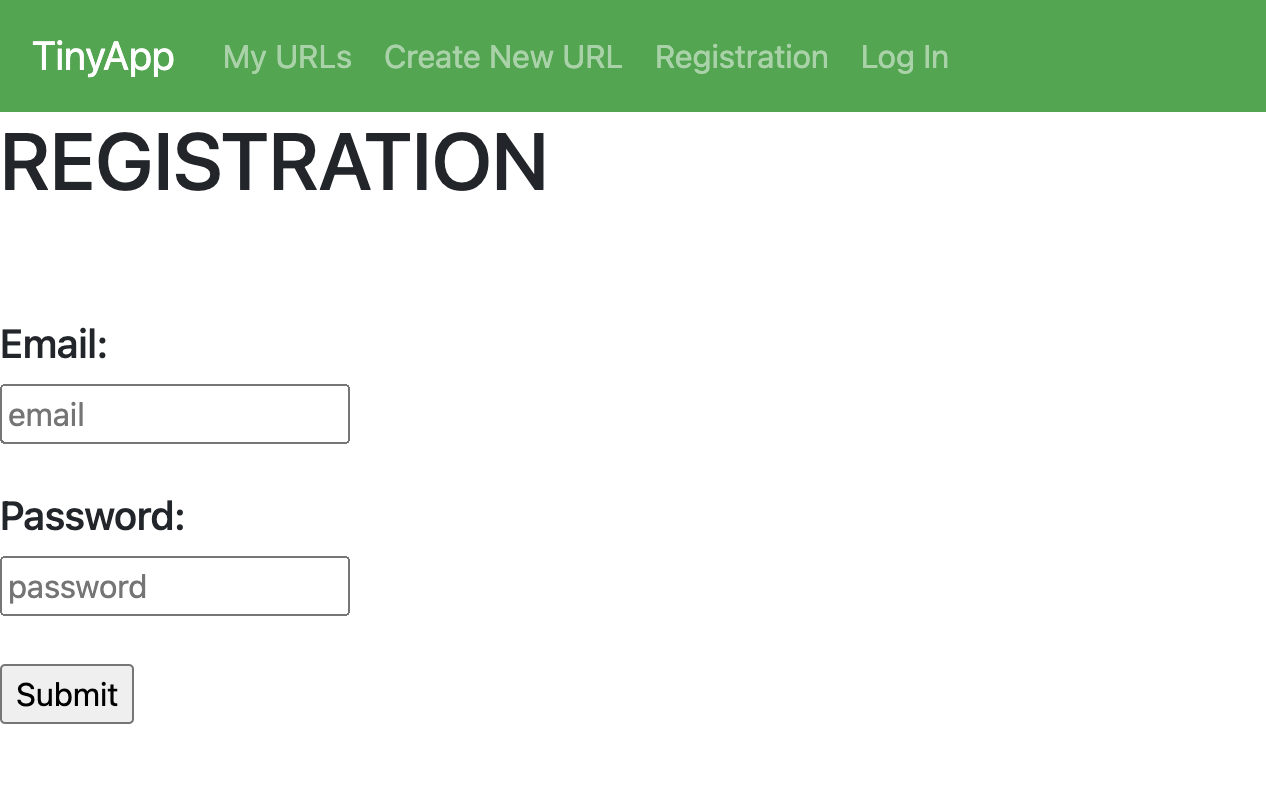 TinyApp My URLs Create New URL Registration Log In
REGISTRATION
Email:
email
Password:
password
Submit